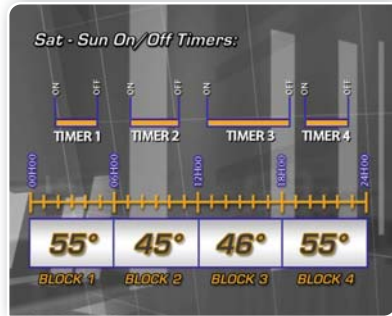 Sat - Sun On/Off Timers:
ON OFF ON OFF ON OFF ON OFF
TIMER 1 TIMER 2 TIMER 3 TIMER 4
00H00 06H00 12H00 18H00 24H00
55° 45° 46° 55°
BLOCK 1 BLOCK 2 BLOCK 3 BLOCK 4